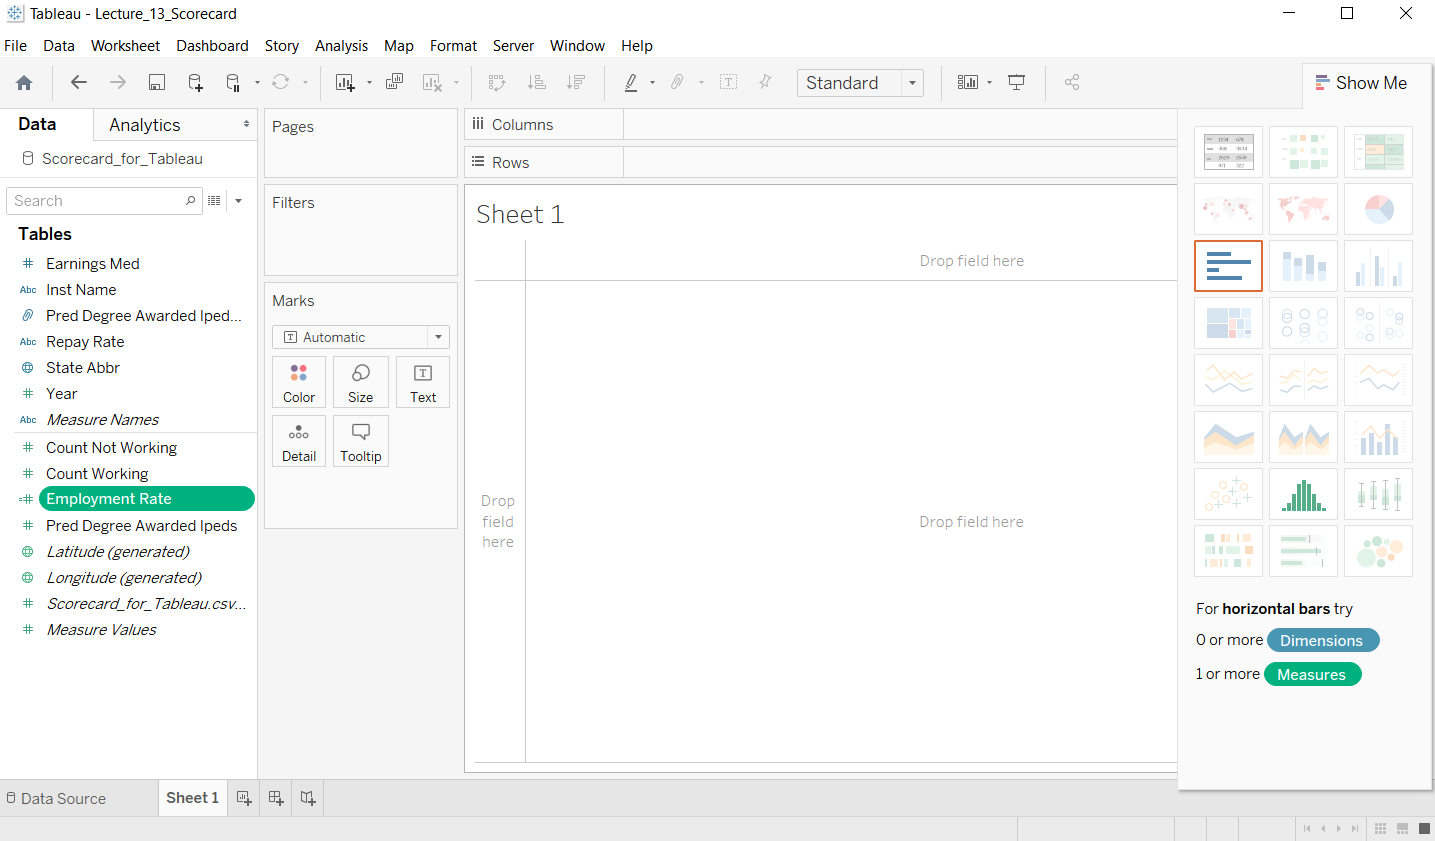 Tableau - Lecture_13_Scorecard
File Data Worksheet Dashboard Story Analysis Map Format Server Window Help
Standard
Show Me
Data Analytics
Scorecard_for_Tableau
Search
Tables
# Earnings Med
Abc Inst Name
Pred Degree Awarded Iped...
Abc Repay Rate
State Abbr
# Year
Abc Measure Names
# Count Not Working
# Count Working
=# Employment Rate
# Pred Degree Awarded Ipeds
Latitude (generated)
Longitude (generated)
# Scorecard_for_Tableau.csv...
# Measure Values
Pages
Filters
Marks
T Automatic
Color Size Text
Detail Tooltip
Columns
Rows
Sheet 1
Drop field here
Drop
field
here
Drop field here
For horizontal bars try
0 or more Dimensions
1 or more Measures
Data Source Sheet 1